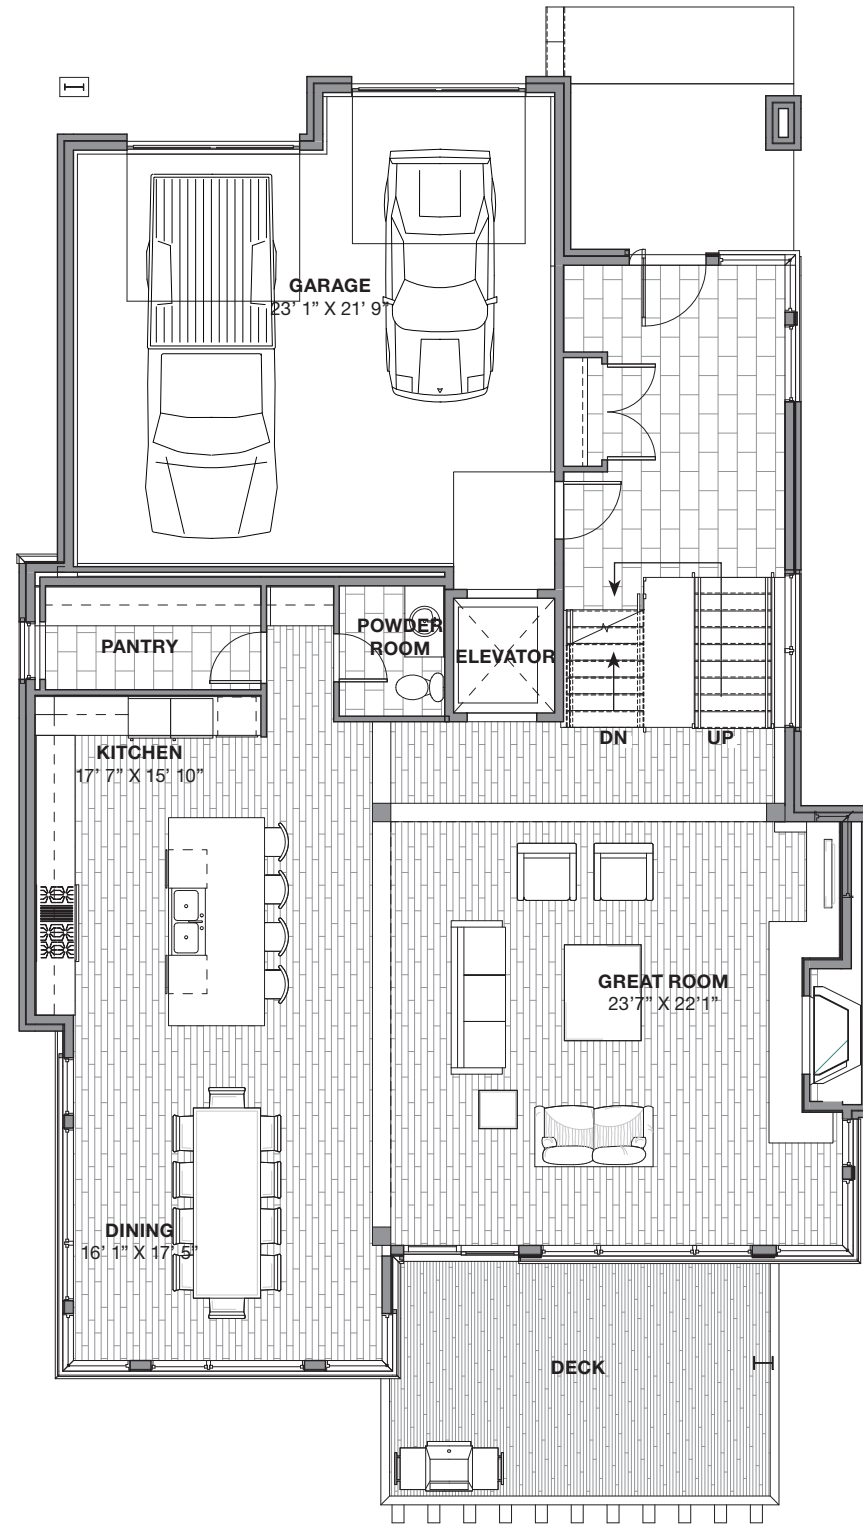 GARAGE
23’ 1” X 21’ 9”
PANTRY
POWDER
ROOM
ELEVATOR
DN
UP
KITCHEN
17’ 7” X 15’ 10”
GREAT ROOM
23’7” X 22’1”
DINING
16’ 1” X 17’ 5”
DECK